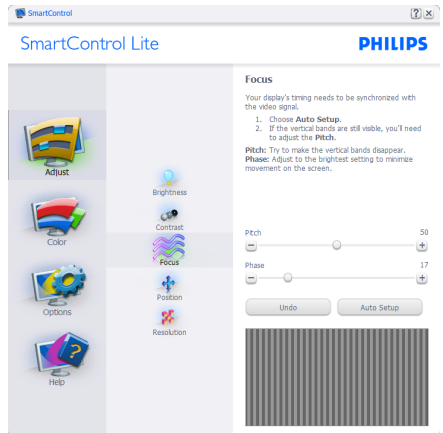 SmartControl
SmartControl Lite
PHILIPS
Adjust
Color
Options
Help
Brightness
Contrast
Focus
Position
Resolution
Focus
Your display's timing needs to be synchronized with
the video signal.
1. Choose Auto Setup.
2. If the vertical bands are still visible, you'll need
to adjust the Pitch.
Pitch: Try to make the vertical bands disappear.
Phase: Adjust to the brightest setting to minimize
movement on the screen.
Pitch 50
Phase 17
Undo Auto Setup